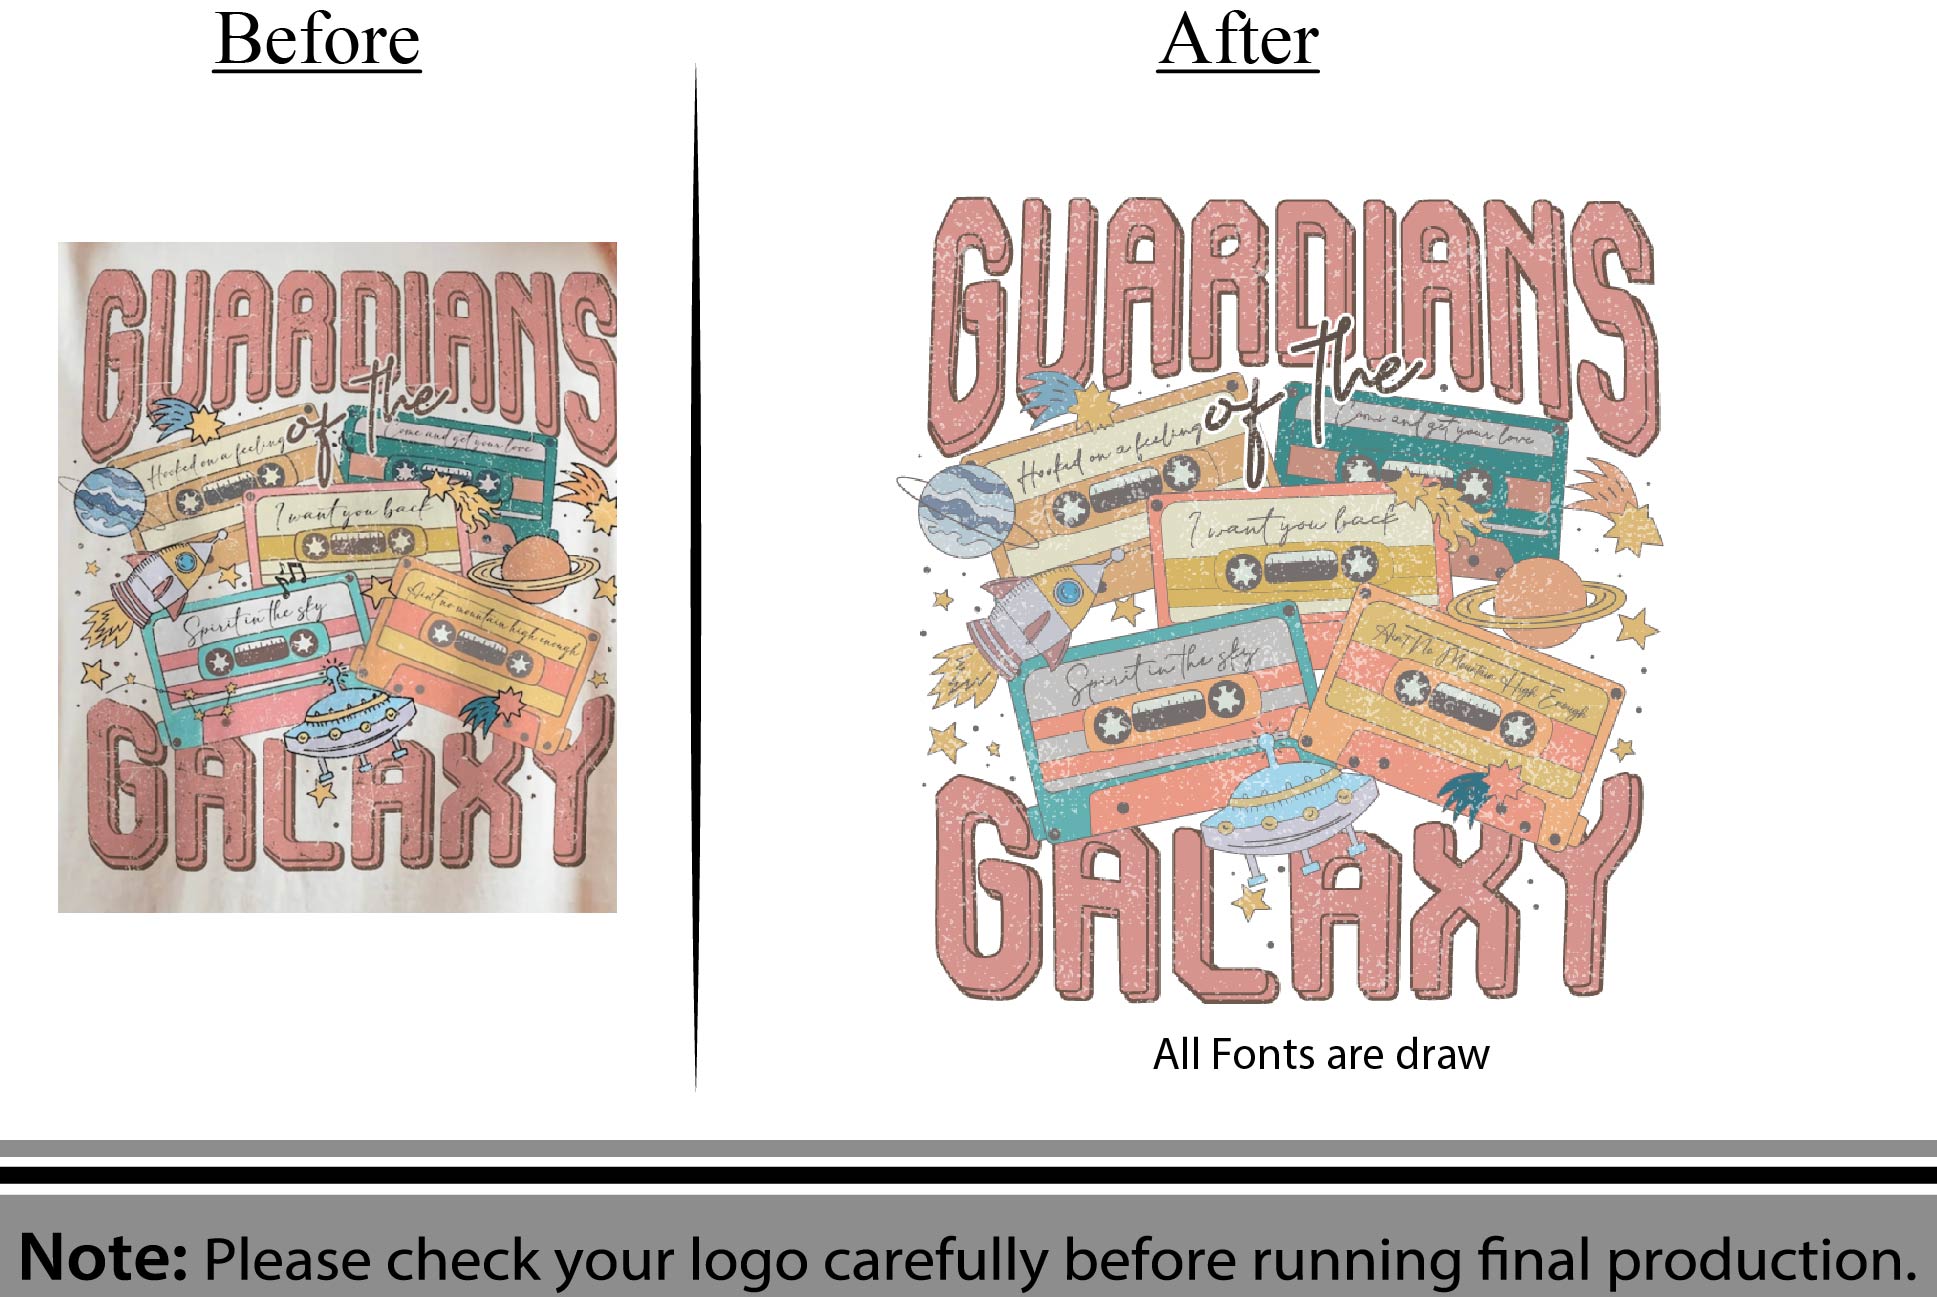 Before
GUARDIANS
of the
Hooked on a feeling
Come and get your love
I want you back
Spirit in the sky
Ain't no mountain high enough
GALAXY
After
GUARDIANS
of the
Hooked on a feeling
Come and get your love
I want you back
Spirit in the sky
Ain't No Mountain High Enough
GALAXY
All Fonts are draw
Note: Please check your logo carefully before running final production.